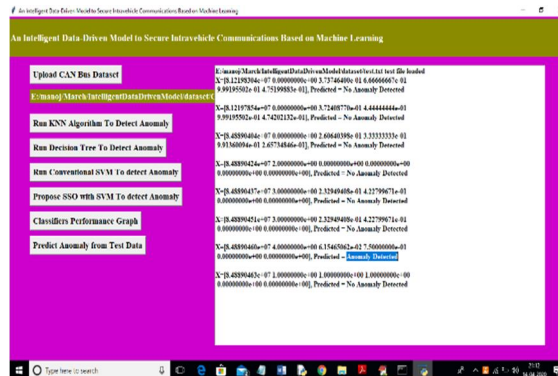 An Intelligent Data-Driven Model to Secure Intravehicle Communications Based on Machine Learning
An Intelligent Data-Driven Model to Secure Intravehicle Communications Based on Machine Learning
Upload CAN Bus Dataset
E:/manoj/March/IntelligentDataDrivenModel/dataset/
Run KNN Algorithm To Detect Anomaly
Run Decision Tree To Detect Anomaly
Run Conventional SVM To detect Anomaly
Propose SSO with SVM To detect Anomaly
Classifiers Performance Graph
Predict Anomaly from Test Data
E:/manoj/March/IntelligentDataDrivenModel/dataset/test.txt test file loaded
X=[8.12198304e+07 0.00000000e+00 3.73746400e-01 6.66666667e-01
9.99195502e-01 4.75199883e-01], Predicted = No Anomaly Detected
X=[8.12197854e+07 0.00000000e+00 3.72408770e-01 4.44444444e-01
9.99195502e-01 4.74202132e-01], Predicted = No Anomaly Detected
X=[8.48890404e+07 0.00000000e+00 2.60640398e-01 3.33333333e-01
9.91360094e-01 2.65734846e-01], Predicted = No Anomaly Detected
X=[8.48890424e+07 2.00000000e+00 0.00000000e+00 0.00000000e+00
0.00000000e+00 0.00000000e+00], Predicted = No Anomaly Detected
X=[8.48890437e+07 3.00000000e+00 2.32949408e-01 4.22799671e-01
0.00000000e+00 0.00000000e+00], Predicted = No Anomaly Detected
X=[8.48890451e+07 3.00000000e+00 2.32949408e-01 4.22799671e-01
0.00000000e+00 0.00000000e+00], Predicted = No Anomaly Detected
X=[8.48890460e+07 4.00000000e+00 6.15465062e-02 7.50000000e-01
0.00000000e+00 0.00000000e+00], Predicted = Anomaly Detected
X=[8.48890463e+07 1.00000000e+00 1.00000000e+00 1.00000000e+00
0.00000000e+00 0.00000000e+00], Predicted = No Anomaly Detected
Type here to search
21:12
14-04-2020